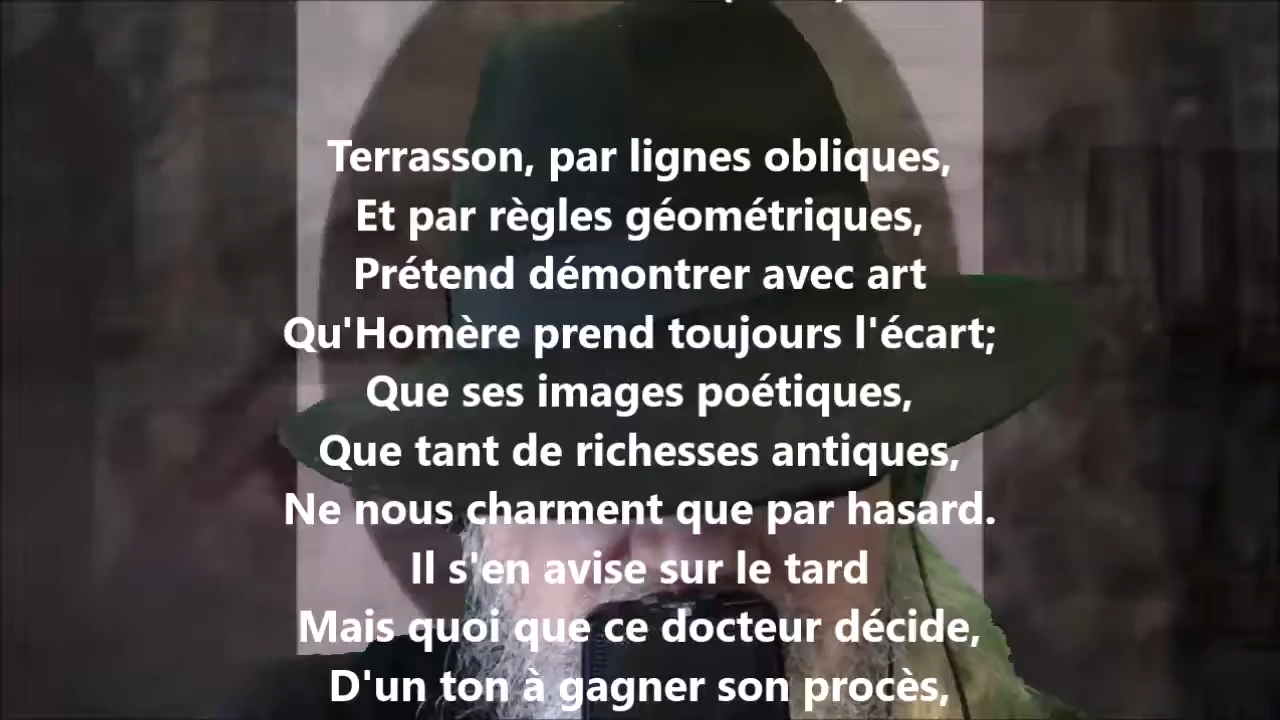 Terrasson, par lignes obliques,
Et par règles géométriques,
Prétend démontrer avec art
Qu'Homère prend toujours l'écart;
Que ses images poétiques,
Que tant de richesses antiques,
Ne nous charment que par hasard.
Il s'en avise sur le tard
Mais quoi que ce docteur décide,
D'un ton à gagner son procès,